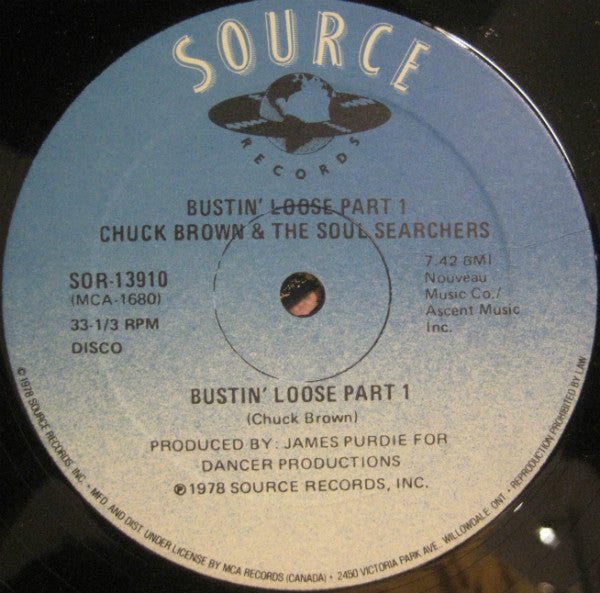 SOURCE
RECORDS
BUSTIN' LOOSE PART 1
CHUCK BROWN & THE SOUL SEARCHERS
SOR-13910
(MCA-1680)
33-1/3 RPM
DISCO
7:42 BMI
Nouveau
Music Co./
Ascent Music
Inc.
BUSTIN' LOOSE PART 1
(Chuck Brown)
PRODUCED BY: JAMES PURDIE FOR
DANCER PRODUCTIONS
℗1978 SOURCE RECORDS, INC.
© 1978 SOURCE RECORDS, INC. • MFD AND DIST. UNDER LICENSE BY MCA RECORDS (CANADA) • 2450 VICTORIA PARK AVE. WILLOWDALE, ONT. • REPRODUCTION PROHIBITED BY LAW